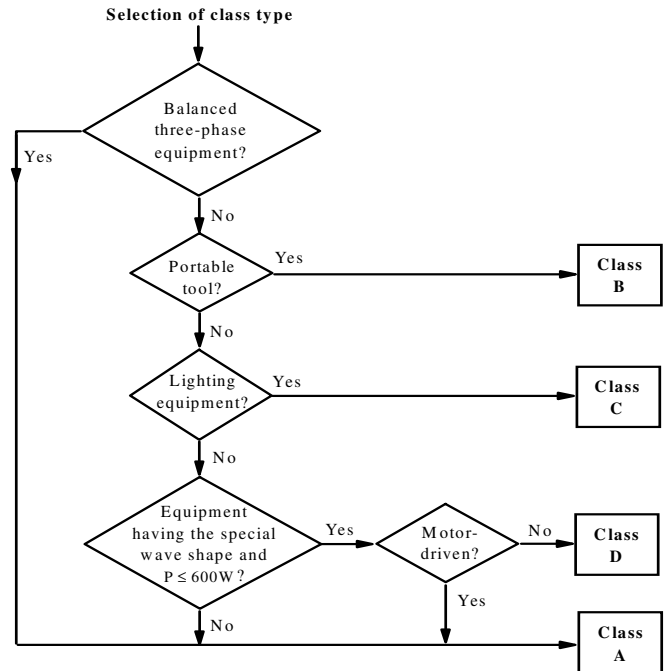 Selection of class type
Balanced
three-phase
equipment?
Yes
No
Portable
tool?
Yes
Class
B
No
Lighting
equipment?
Yes
Class
C
No
Equipment
having the special
wave shape and
P ≤ 600W?
Yes
Motor-
driven?
No
Class
D
Yes
No
Class
A